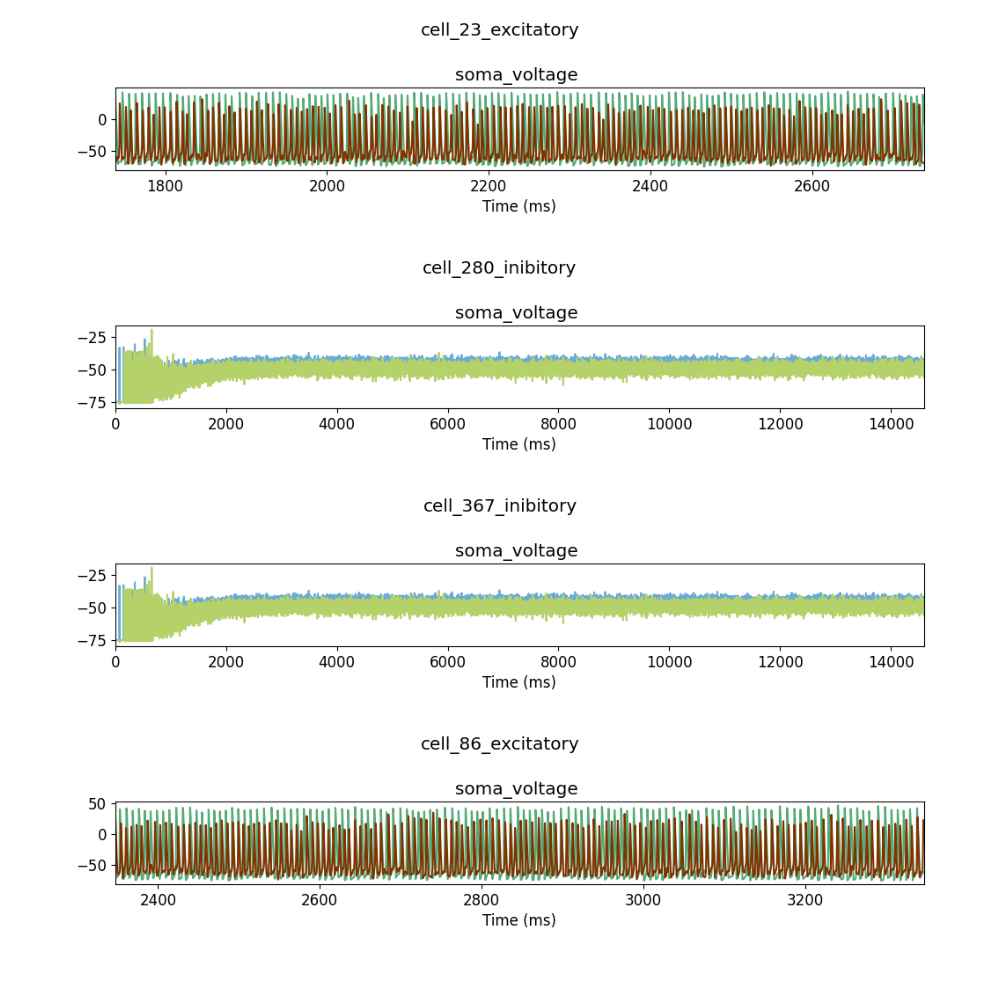 cell_23_excitatory
soma_voltage
0
−50
1800 2000 2200 2400 2600
Time (ms)
cell_280_inibitory
soma_voltage
−25
−50
−75
0 2000 4000 6000 8000 10000 12000 14000
Time (ms)
cell_367_inibitory
soma_voltage
−25
−50
−75
0 2000 4000 6000 8000 10000 12000 14000
Time (ms)
cell_86_excitatory
soma_voltage
50
0
−50
2400 2600 2800 3000 3200
Time (ms)